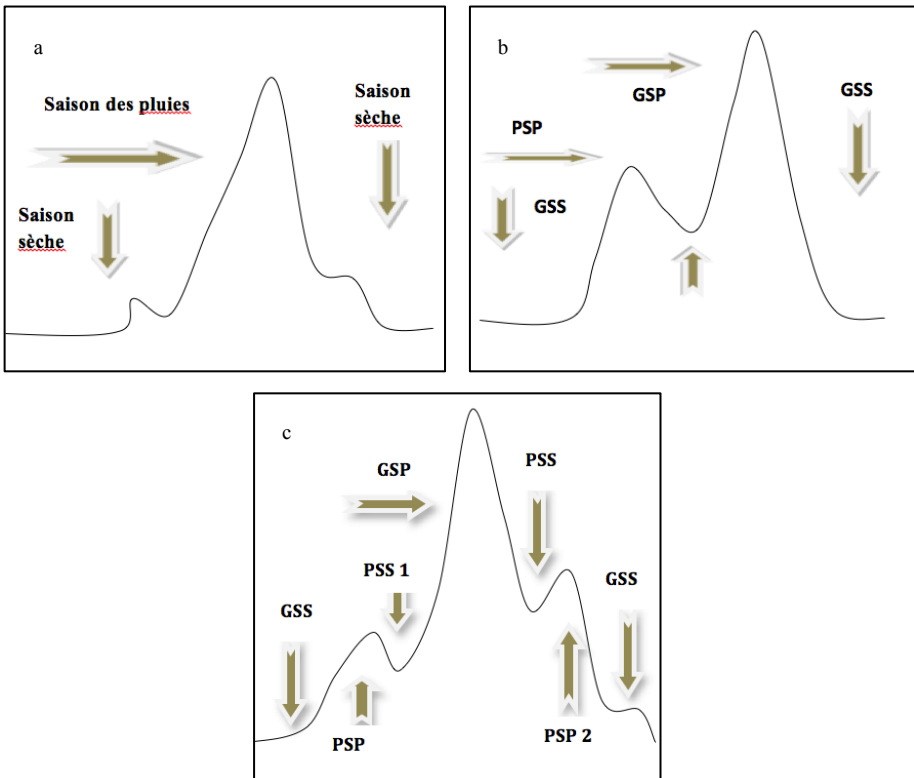 a
Saison des pluies
Saison
sèche
Saison
sèche
b
GSP
GSS
PSP
GSS
c
GSP
PSS
PSS 1
GSS
GSS
PSP
PSP 2